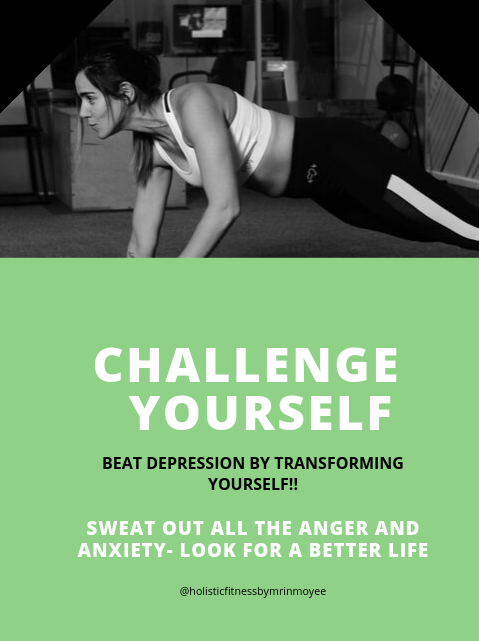 CHALLENGE
YOURSELF
BEAT DEPRESSION BY TRANSFORMING
YOURSELF!!
SWEAT OUT ALL THE ANGER AND
ANXIETY- LOOK FOR A BETTER LIFE
@holisticfitnessbymrinmoyee